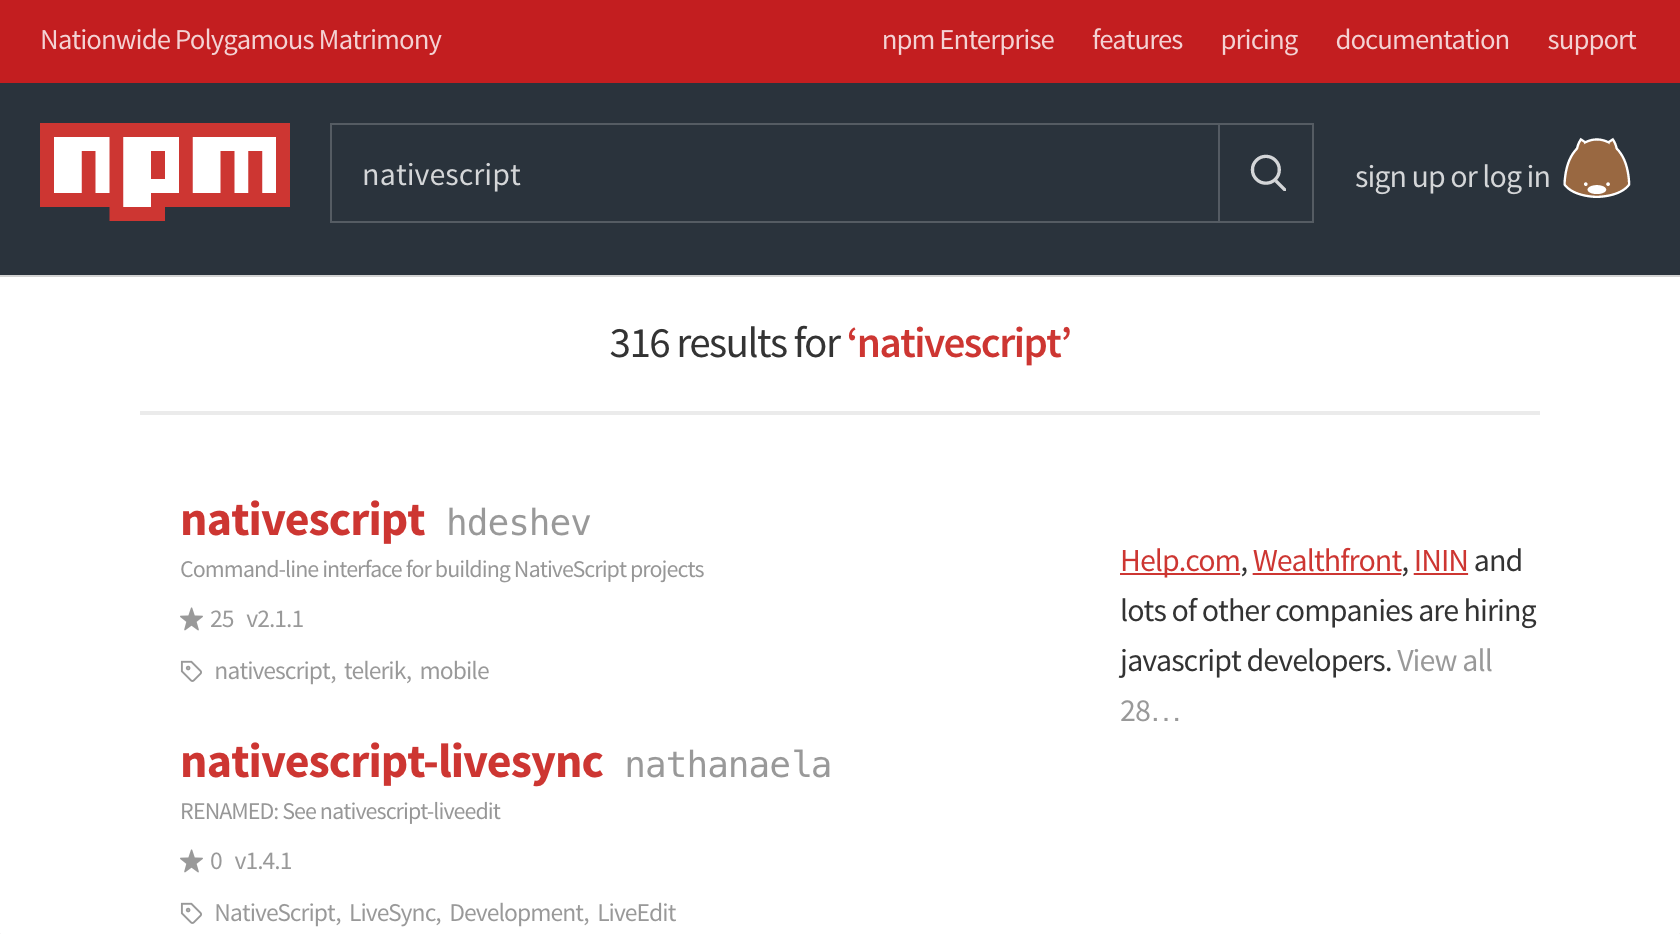 Nationwide Polygamous Matrimony
npm Enterprise features pricing documentation support
npm
nativescript
sign up or log in
316 results for ‘nativescript’
nativescript hdeshev
Command-line interface for building NativeScript projects
25 v2.1.1
nativescript, telerik, mobile
nativescript-livesync nathanaela
RENAMED: See nativescript-liveedit
0 v1.4.1
NativeScript, LiveSync, Development, LiveEdit
Help.com, Wealthfront, ININ and
lots of other companies are hiring
javascript developers. View all
28…